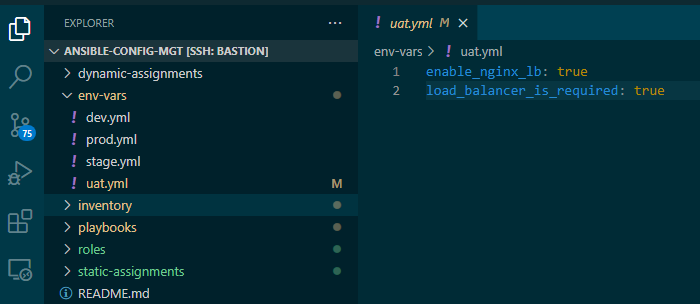 EXPLORER
ANSIBLE-CONFIG-MGT [SSH: BASTION]
dynamic-assignments
env-vars
! dev.yml
! prod.yml
! stage.yml
! uat.yml M
inventory
playbooks
roles
static-assignments
README.md
75
! uat.yml M
env-vars > ! uat.yml
1 enable_nginx_lb: true
2 load_balancer_is_required: true